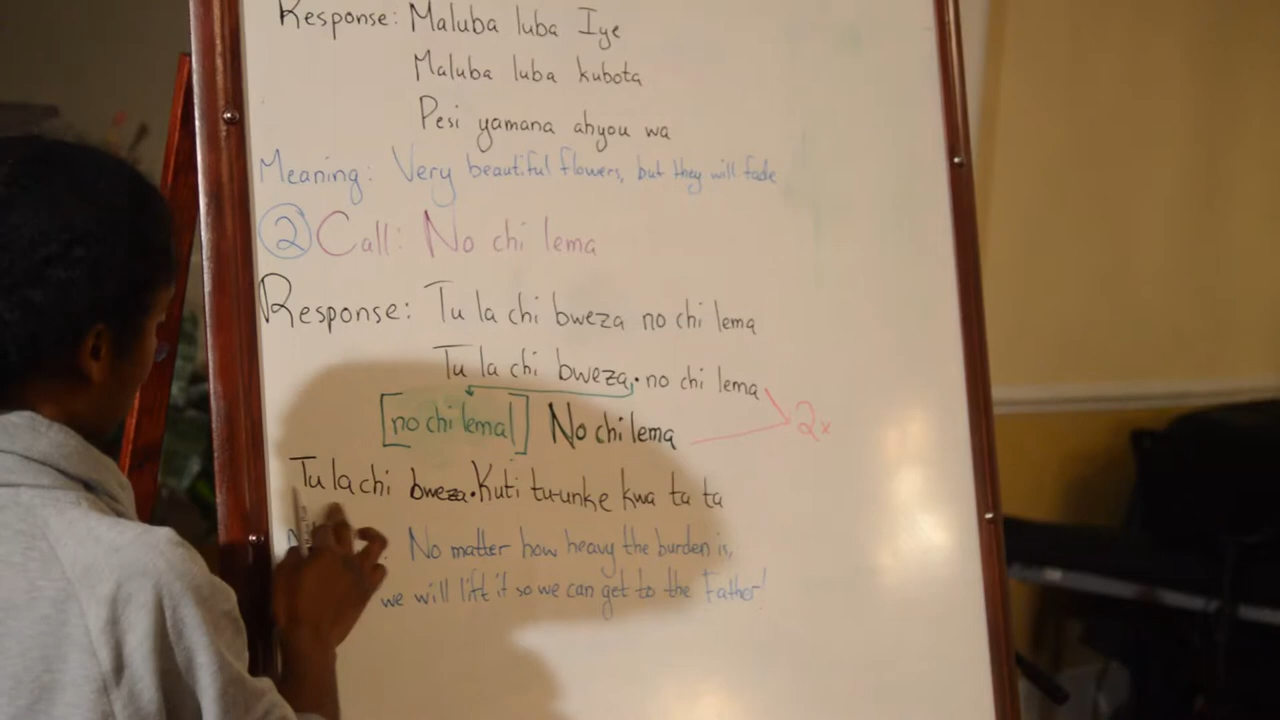 Response: Maluba luba Iye
Maluba luba kubota
Pesi yamana abyou wa
Meaning: Very beautiful flowers, but they will fade
② Call: No chi lema
Response: Tu la chi bweza no chi lema
Tu la chi bweza, • no chi lema
[no chi lema] No chi lema 2x
Tu la chi bweza • Kuti tu-unke kwa ta ta
No matter how heavy the burden is,
we will lift it so we can get to the Father!